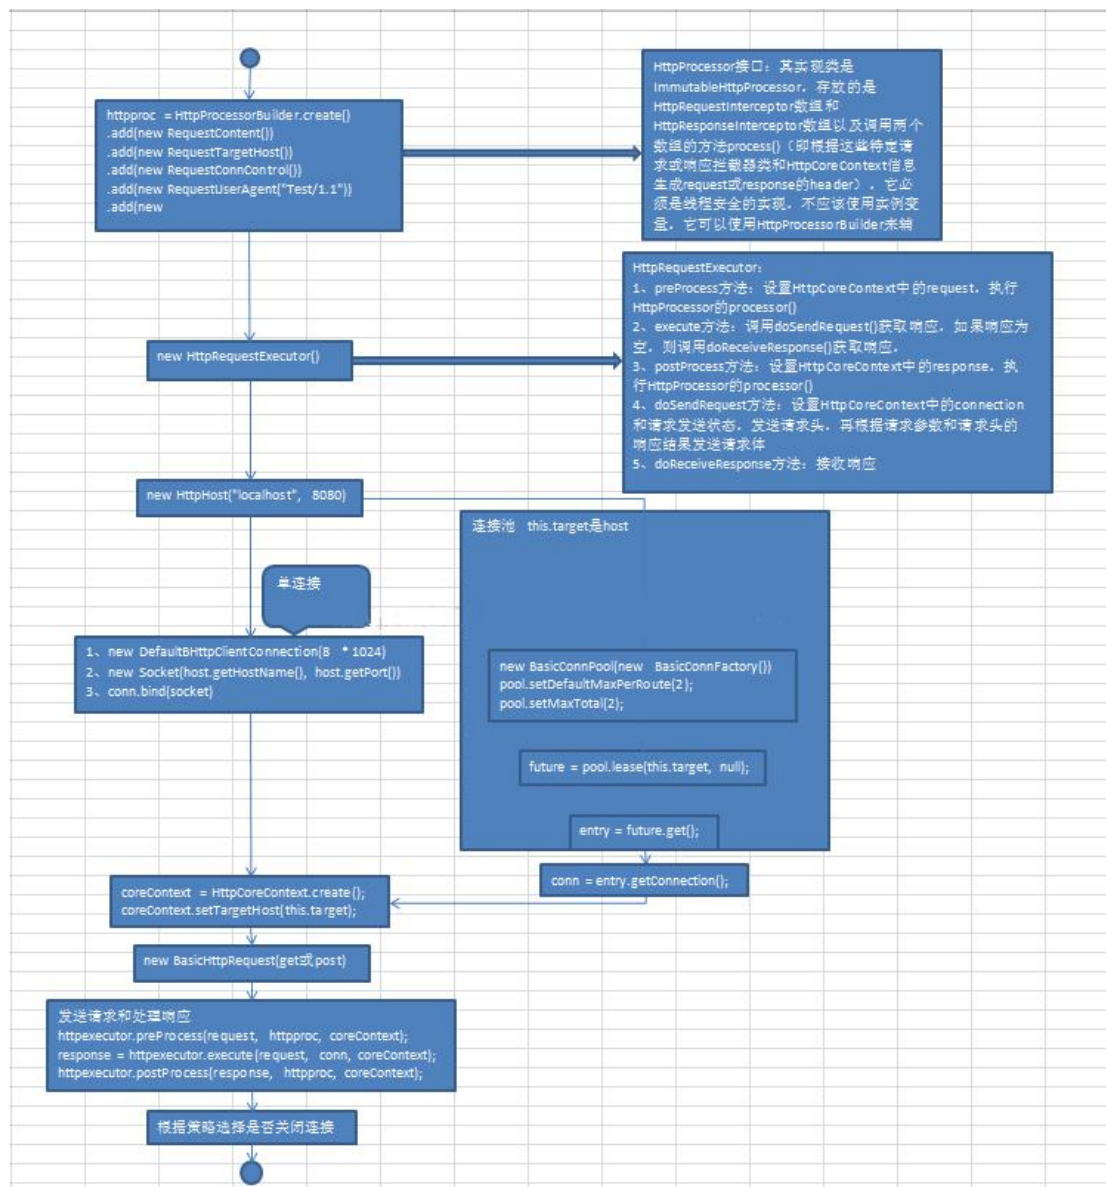 httpproc = HttpProcessorBuilder.create()
.add(new RequestContent())
.add(new RequestTargetHost())
.add(new RequestConnControl())
.add(new RequestUserAgent("Test/1.1"))
.add(new
HttpProcessor接口：其实现类是
ImmutableHttpProcessor，存放的是
HttpRequestInterceptor数组和
HttpResponseInterceptor数组以及调用两个
数组的方法process()（即根据这些特定请
求或响应拦截器类和HttpCoreContext信息
生成request或response的header），它必
须是线程安全的实现，不应该使用实例变
量，它可以使用HttpProcessorBuilder来辅
HttpRequestExecutor：
1、preProcess方法：设置HttpCoreContext中的request，执行
HttpProcessor的processor()
2、execute方法：调用doSendRequest()获取响应，如果响应为
空，则调用doReceiveResponse()获取响应，
3、postProcess方法：设置HttpCoreContext中的response，执
行HttpProcessor的processor()
4、doSendRequest方法：设置HttpCoreContext中的connection
和请求发送状态，发送请求头，再根据请求参数和请求头的
响应结果发送请求体
5、doReceiveResponse方法：接收响应
new HttpRequestExecutor()
new HttpHost("localhost", 8080)
连接池 this.target是host
单连接
1、new DefaultBHttpClientConnection(8 * 1024)
2、new Socket(host.getHostName(), host.getPort())
3、conn.bind(socket)
new BasicConnPool(new BasicConnFactory())
pool.setDefaultMaxPerRoute(2);
pool.setMaxTotal(2);
future = pool.lease(this.target, null);
entry = future.get();
conn = entry.getConnection();
coreContext = HttpCoreContext.create();
coreContext.setTargetHost(this.target);
new BasicHttpRequest(get或post)
发送请求和处理响应
httpexecutor.preProcess(request, httpproc, coreContext);
response = httpexecutor.execute(request, conn, coreContext);
httpexecutor.postProcess(response, httpproc, coreContext);
根据策略选择是否关闭连接